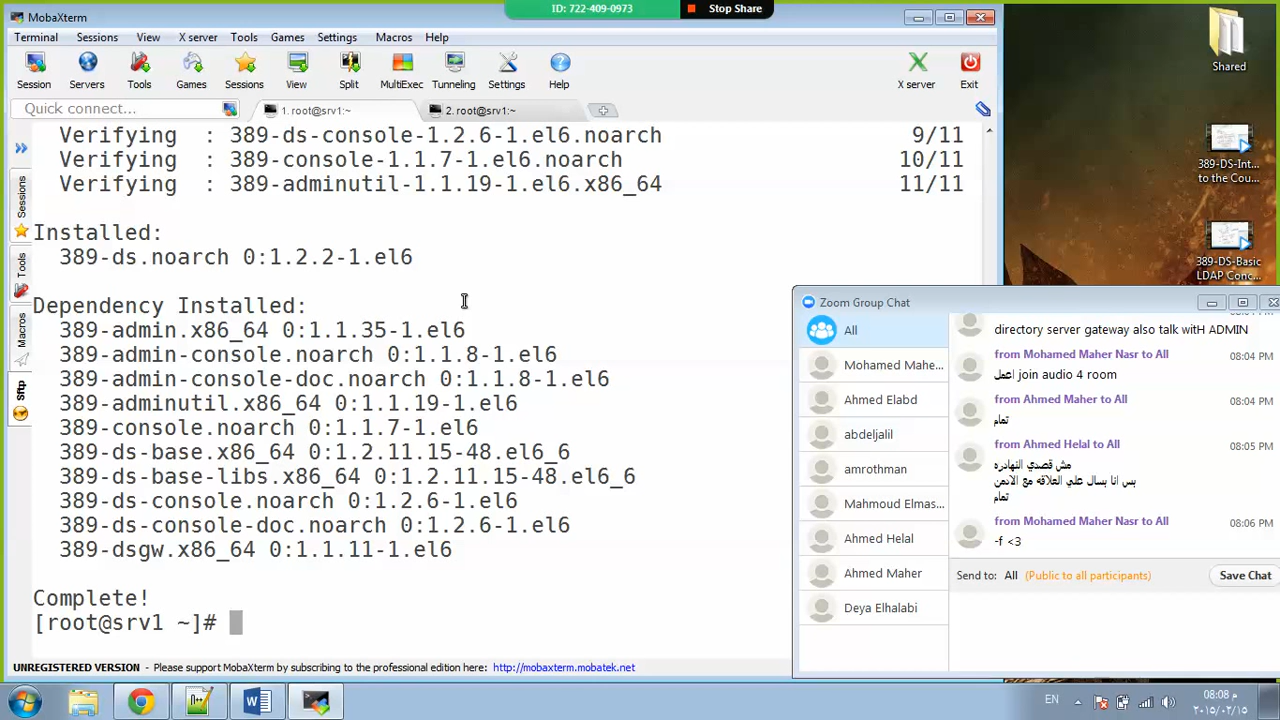 MobaXterm
ID: 722-409-0973
Stop Share
Terminal Sessions View X server Tools Games Settings Macros Help
Session Servers Tools Games Sessions View Split MultiExec Tunneling Settings Help X server Exit
Quick connect...
1. root@srv1:~
2. root@srv1:~
Sessions
Tools
Macros
Sftp
Verifying : 389-ds-console-1.2.6-1.el6.noarch 9/11
Verifying : 389-console-1.1.7-1.el6.noarch 10/11
Verifying : 389-adminutil-1.1.19-1.el6.x86_64 11/11
Installed:
389-ds.noarch 0:1.2.2-1.el6
Dependency Installed:
389-admin.x86_64 0:1.1.35-1.el6
389-admin-console.noarch 0:1.1.8-1.el6
389-admin-console-doc.noarch 0:1.1.8-1.el6
389-adminutil.x86_64 0:1.1.19-1.el6
389-console.noarch 0:1.1.7-1.el6
389-ds-base.x86_64 0:1.2.11.15-48.el6_6
389-ds-base-libs.x86_64 0:1.2.11.15-48.el6_6
389-ds-console.noarch 0:1.2.6-1.el6
389-ds-console-doc.noarch 0:1.2.6-1.el6
389-dsgw.x86_64 0:1.1.11-1.el6
Complete!
[root@srv1 ~]#
UNREGISTERED VERSION - Please support MobaXterm by subscribing to the professional edition here: http://mobaxterm.mobatek.net
Shared
389-DS-Int...
to the Cou...
389-DS-Basic
LDAP Conc...
Zoom Group Chat
All
Mohamed Mahe...
Ahmed Elabd
abdeljalil
amrothman
Mahmoud Elmas...
Ahmed Helal
Ahmed Maher
Deya Elhalabi
directory server gateway also talk witH ADMIN
from Mohamed Maher Nasr to All 08:04 PM
اعمل join audio 4 room
from Ahmed Maher to All 08:04 PM
تمام
from Ahmed Helal to All 08:05 PM
مش قصدي النهادره
بس انا بسال علي العلاقه مع الادمن
تمام
from Mohamed Maher Nasr to All 08:06 PM
-f <3
Send to: All (Public to all participants)
Save Chat
EN
08:08 م
٢٠١٥/٠٢/١٥